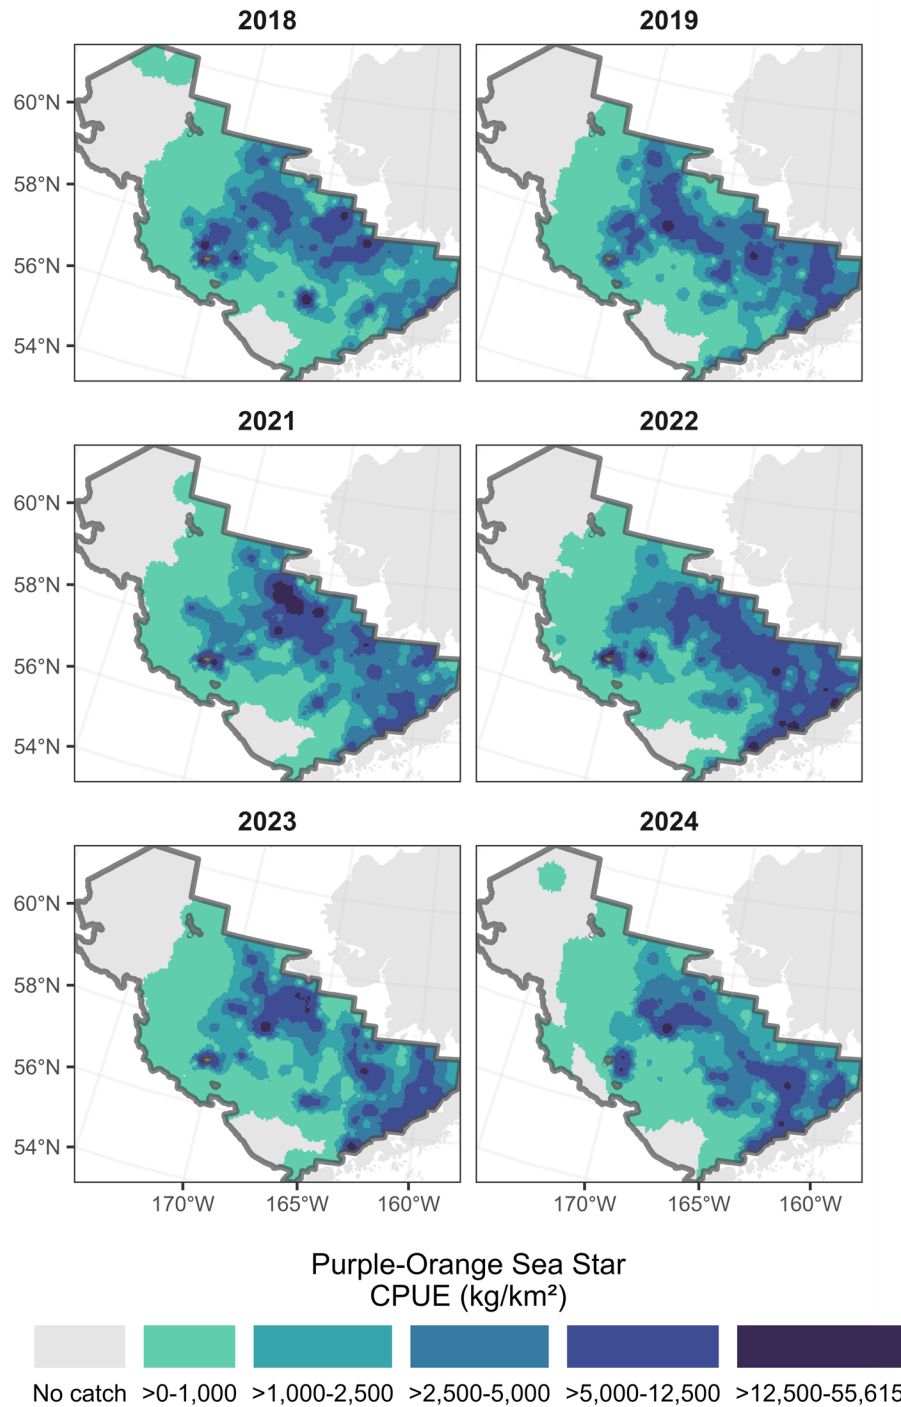 2018 2019
60°N
58°N
56°N
54°N
2021 2022
60°N
58°N
56°N
54°N
2023 2024
60°N
58°N
56°N
54°N
170°W 165°W 160°W 170°W 165°W 160°W
Purple-Orange Sea Star
CPUE (kg/km²)
No catch >0-1,000 >1,000-2,500 >2,500-5,000 >5,000-12,500 >12,500-55,615